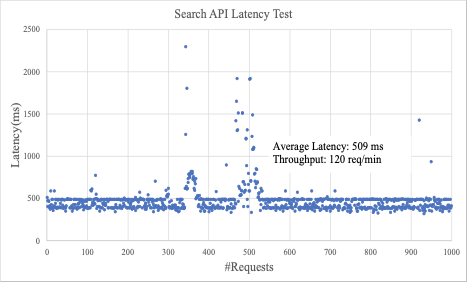 Search API Latency Test
2500
2000
1500
1000
500
0
Latency(ms)
Average Latency: 509 ms
Throughput: 120 req/min
0 100 200 300 400 500 600 700 800 900 1000
#Requests